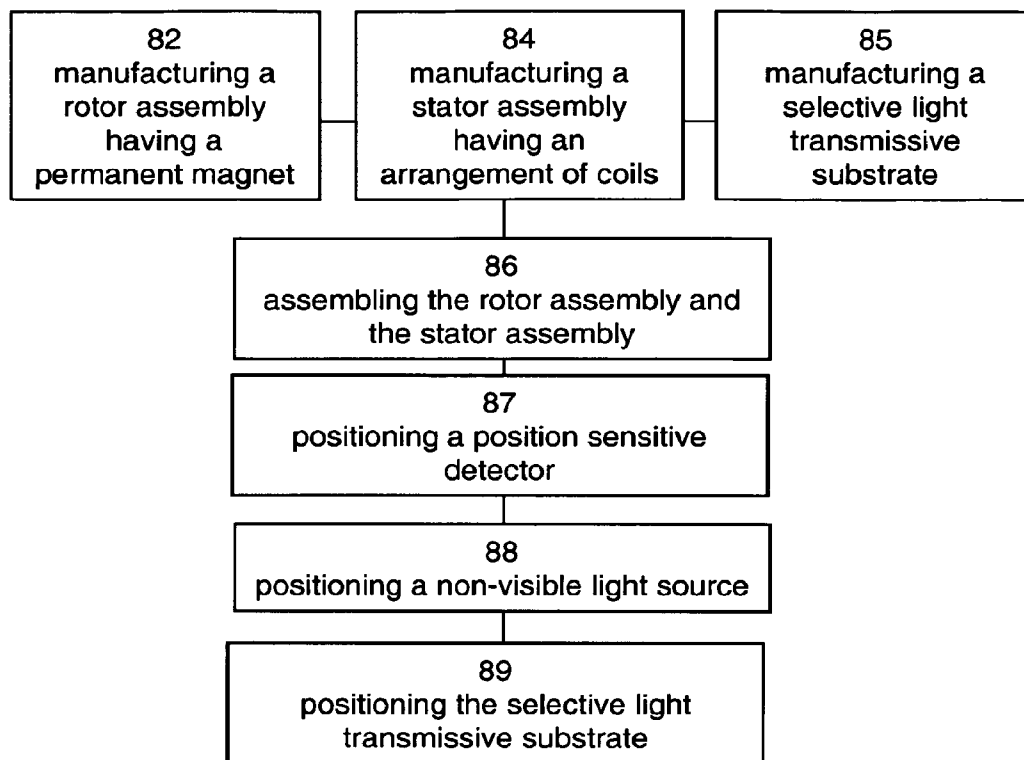 82
manufacturing a
rotor assembly
having a
permanent magnet
84
manufacturing a
stator assembly
having an
arrangement of coils
85
manufacturing a
selective light
transmissive
substrate
86
assembling the rotor assembly and
the stator assembly
87
positioning a position sensitive
detector
88
positioning a non-visible light source
89
positioning the selective light
transmissive substrate